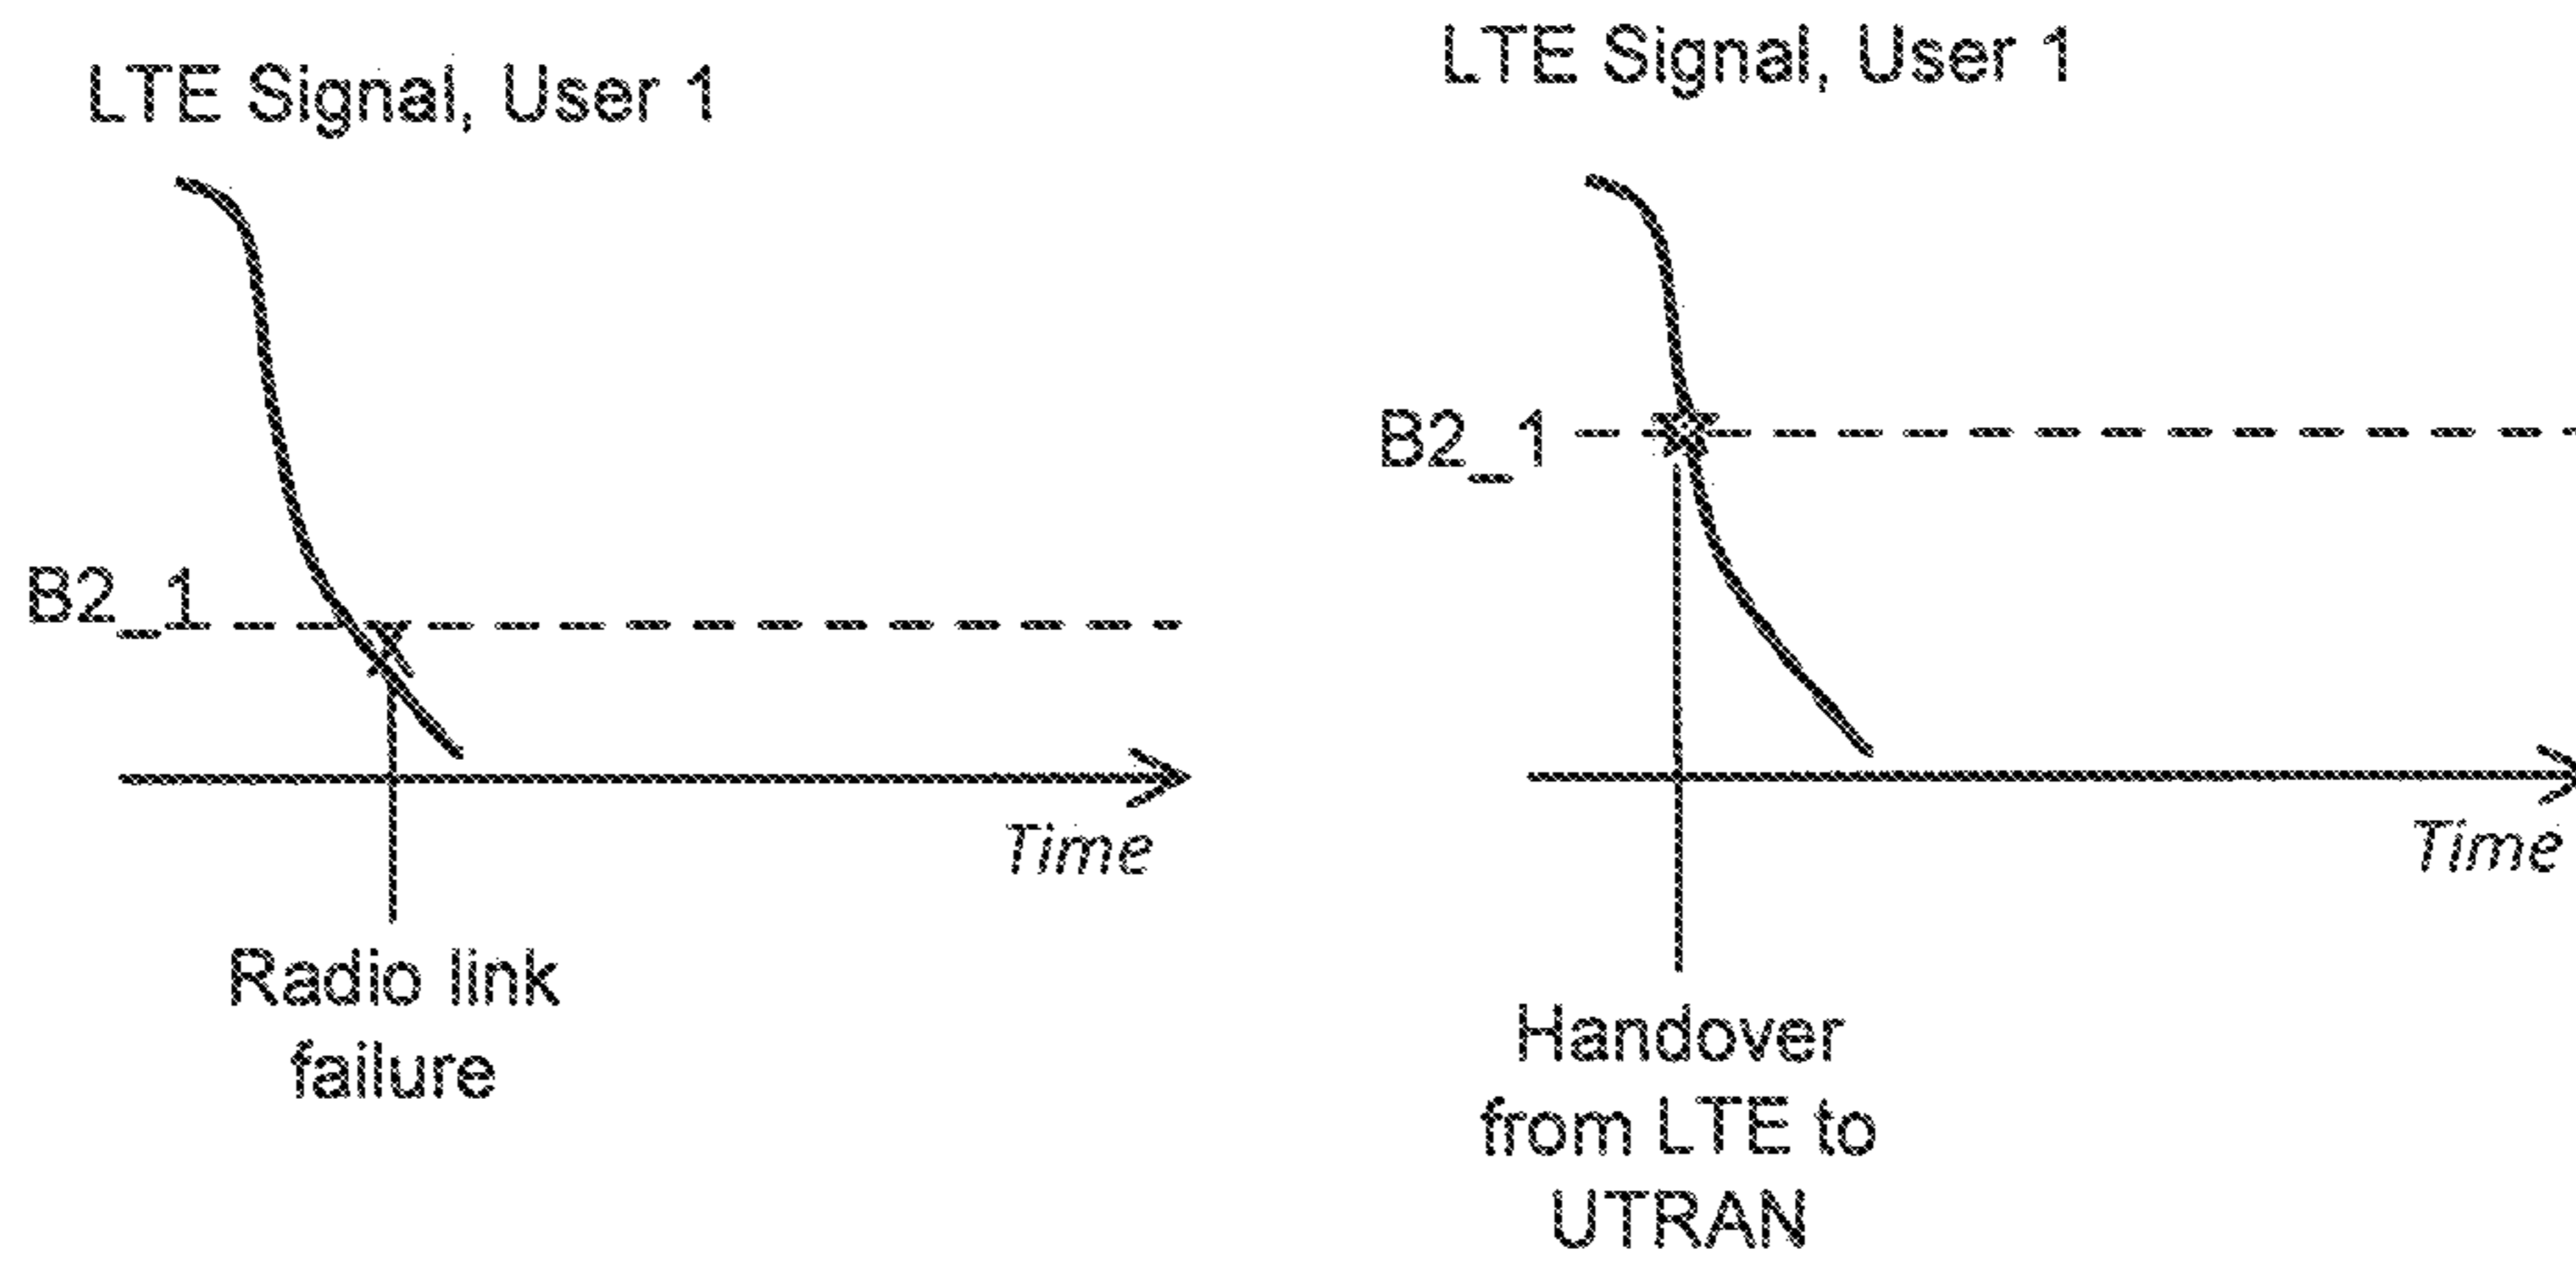 LTE Signal, User 1
B2_1
Time
Radio link
failure
LTE Signal, User 1
B2_1
Time
Handover
from LTE to
UTRAN